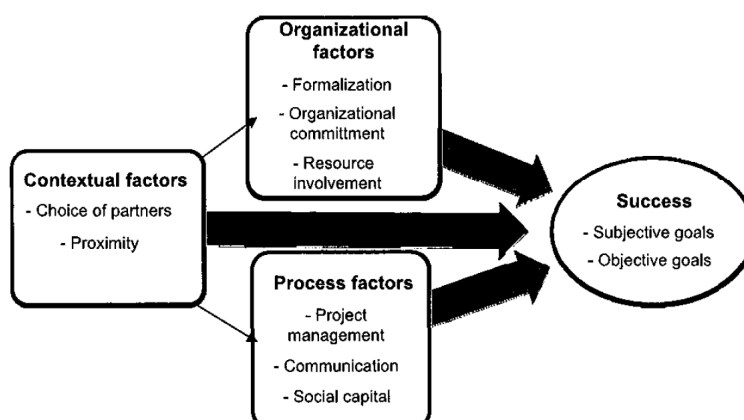 Organizational
factors
- Formalization
- Organizational
committment
- Resource
involvement
Contextual factors
- Choice of partners
- Proximity
Success
- Subjective goals
- Objective goals
Process factors
- Project
management
- Communication
- Social capital